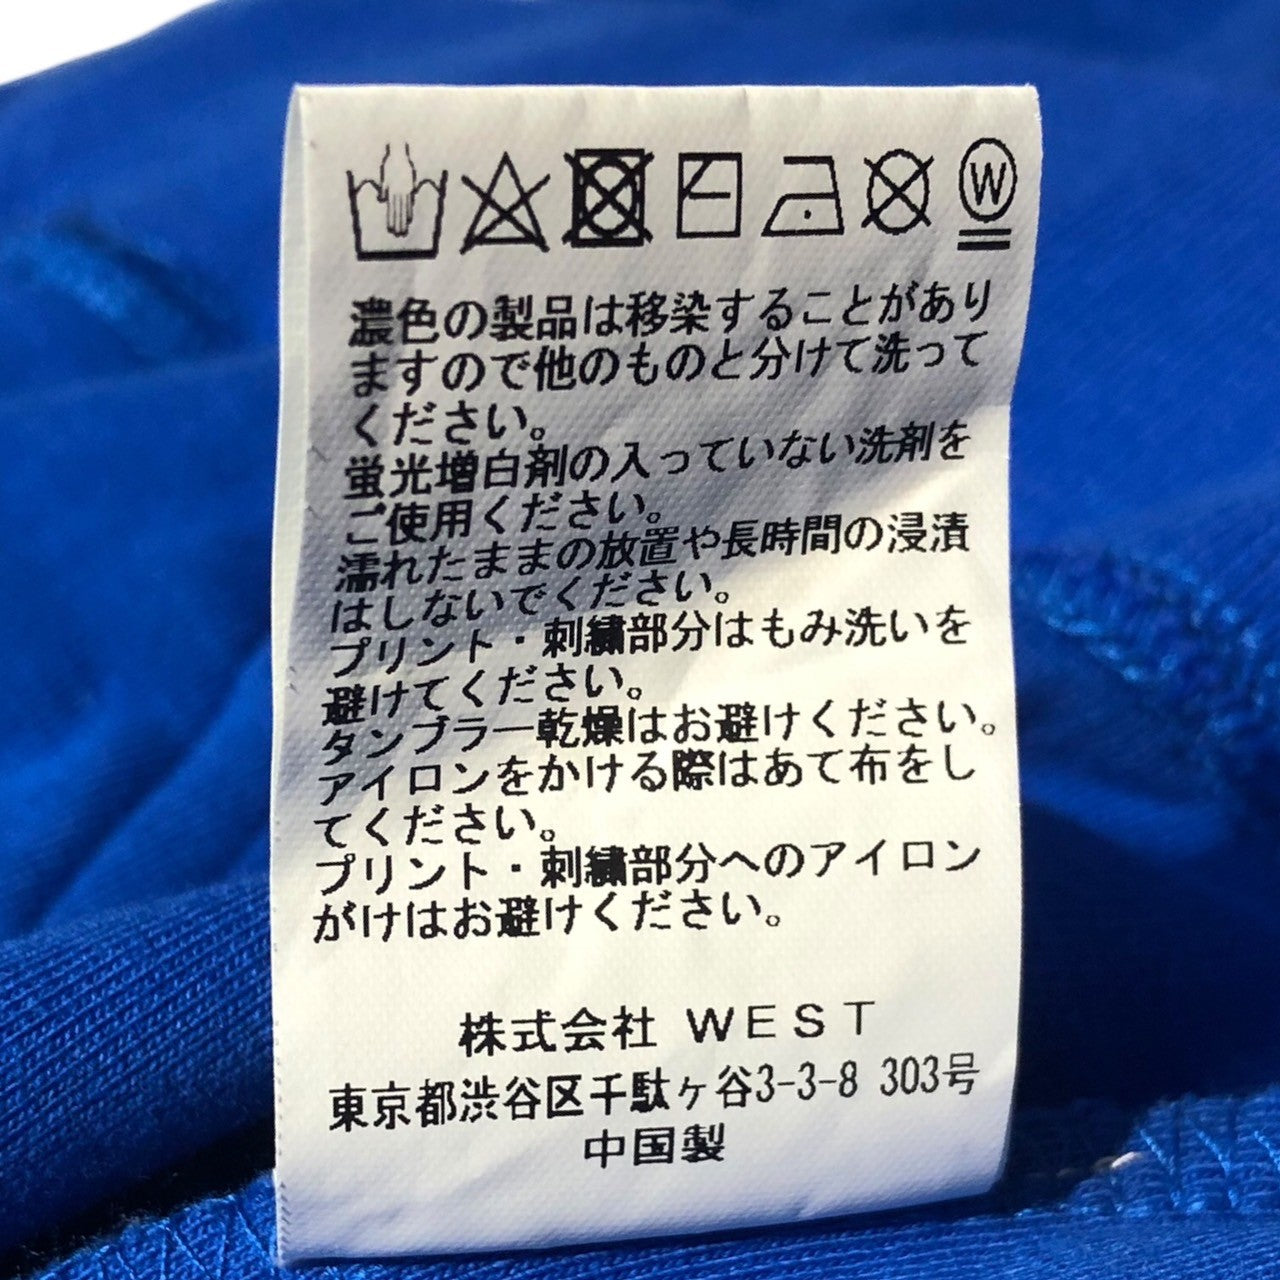 W
濃色の製品は移染することがあり
ますので他のものと分けて洗って
ください。
蛍光増白剤の入っていない洗剤を
ご使用ください。
濡れたままの放置や長時間の浸漬
はしないでください。
プリント・刺繍部分はもみ洗いを
避けてください。
タンブラー乾燥はお避けください。
アイロンをかける際はあて布をし
てください。
プリント・刺繍部分へのアイロン
がけはお避けください。
株式会社 WEST
東京都渋谷区千駄ヶ谷3-3-8 303号
中国製